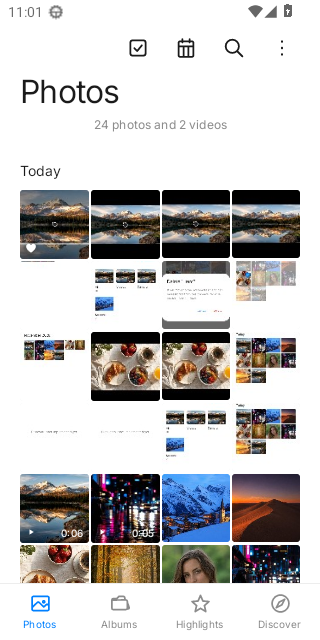 11:01
Photos
24 photos and 2 videos
Today
0:06
0:05
Photos
Albums
Highlights
Discover